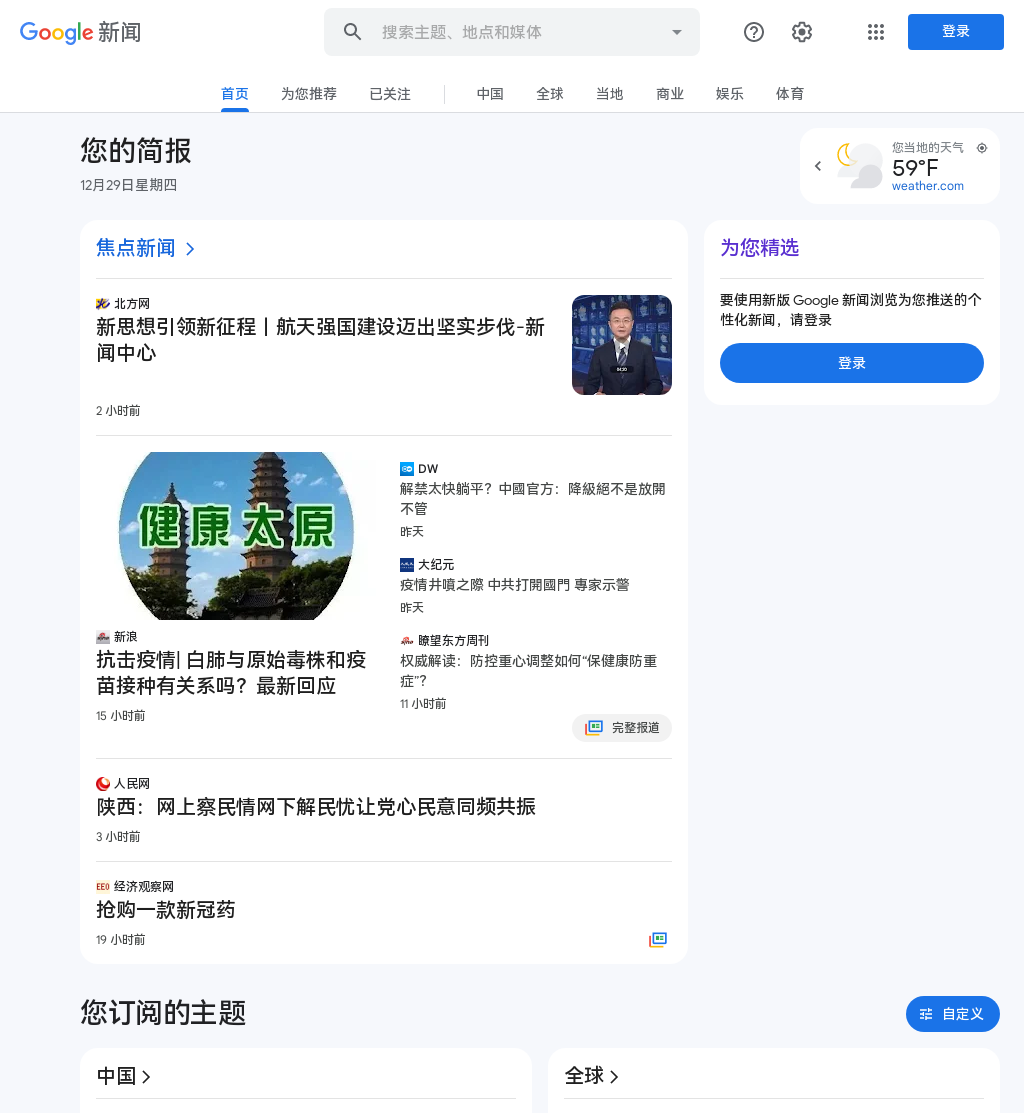 Google 新闻
搜索主题、地点和媒体
登录
首页
为您推荐
已关注
中国
全球
当地
商业
娱乐
体育
您的简报
12月29日星期四
您当地的天气
59°F
weather.com
焦点新闻
北方网
新思想引领新征程丨航天强国建设迈出坚实步伐-新
闻中心
04:20
2 小时前
健康太原
新浪
抗击疫情| 白肺与原始毒株和疫
苗接种有关系吗？最新回应
15 小时前
DW
解禁太快躺平？中國官方：降級絕不是放開
不管
昨天
大纪元
疫情井噴之際 中共打開國門 專家示警
昨天
瞭望东方周刊
权威解读：防控重心调整如何“保健康防重
症”？
11 小时前
完整报道
人民网
陕西：网上察民情网下解民忧让党心民意同频共振
3 小时前
EEO 经济观察网
抢购一款新冠药
19 小时前
为您精选
要使用新版 Google 新闻浏览为您推送的个
性化新闻，请登录
登录
您订阅的主题
自定义
中国
全球